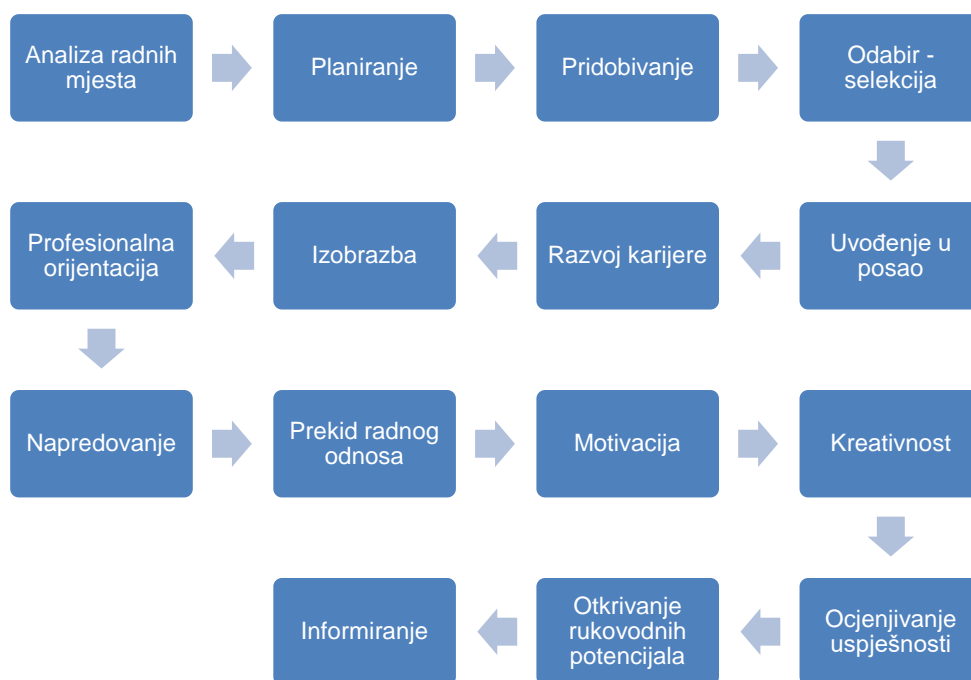 Analiza radnih
mjesta
Planiranje
Pridobivanje
Odabir -
selekcija
Uvođenje u
posao
Razvoj karijere
Izobrazba
Profesionalna
orijentacija
Napredovanje
Prekid radnog
odnosa
Motivacija
Kreativnost
Ocjenjivanje
uspješnosti
Otkrivanje
rukovodnih
potencijala
Informiranje